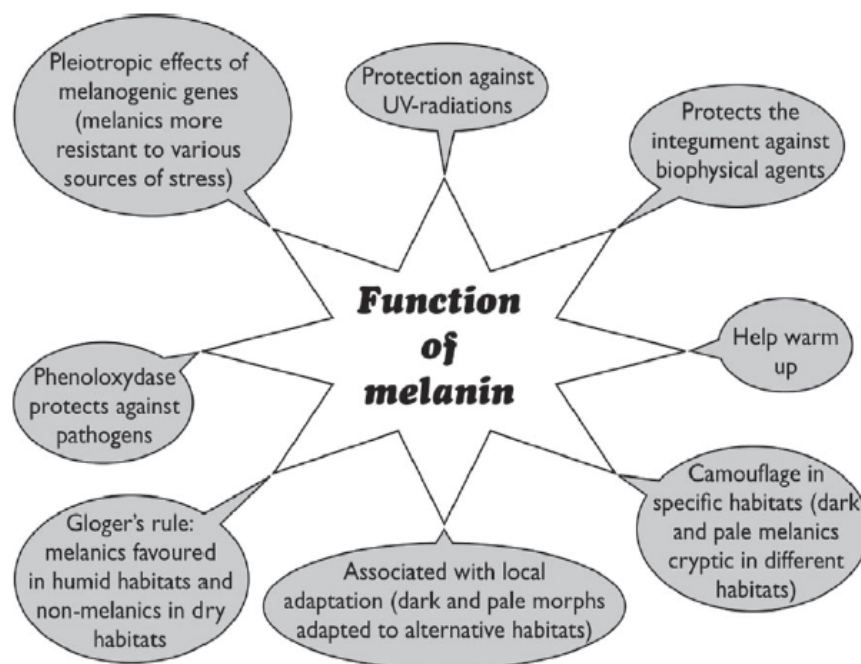 Pleiotropic effects of
melanogenic genes
(melanics more
resistant to various
sources of stress)
Protection against
UV-radiations
Protects the
integument against
biophysical agents
Function
of
melanin
Help warm
up
Phenoloxydase
protects against
pathogens
Camouflage in
specific habitats (dark
and pale melanics
cryptic in different
habitats)
Gloger's rule:
melanics favoured
in humid habitats and
non-melanics in dry
habitats
Associated with local
adaptation (dark and pale morphs
adapted to alternative habitats)